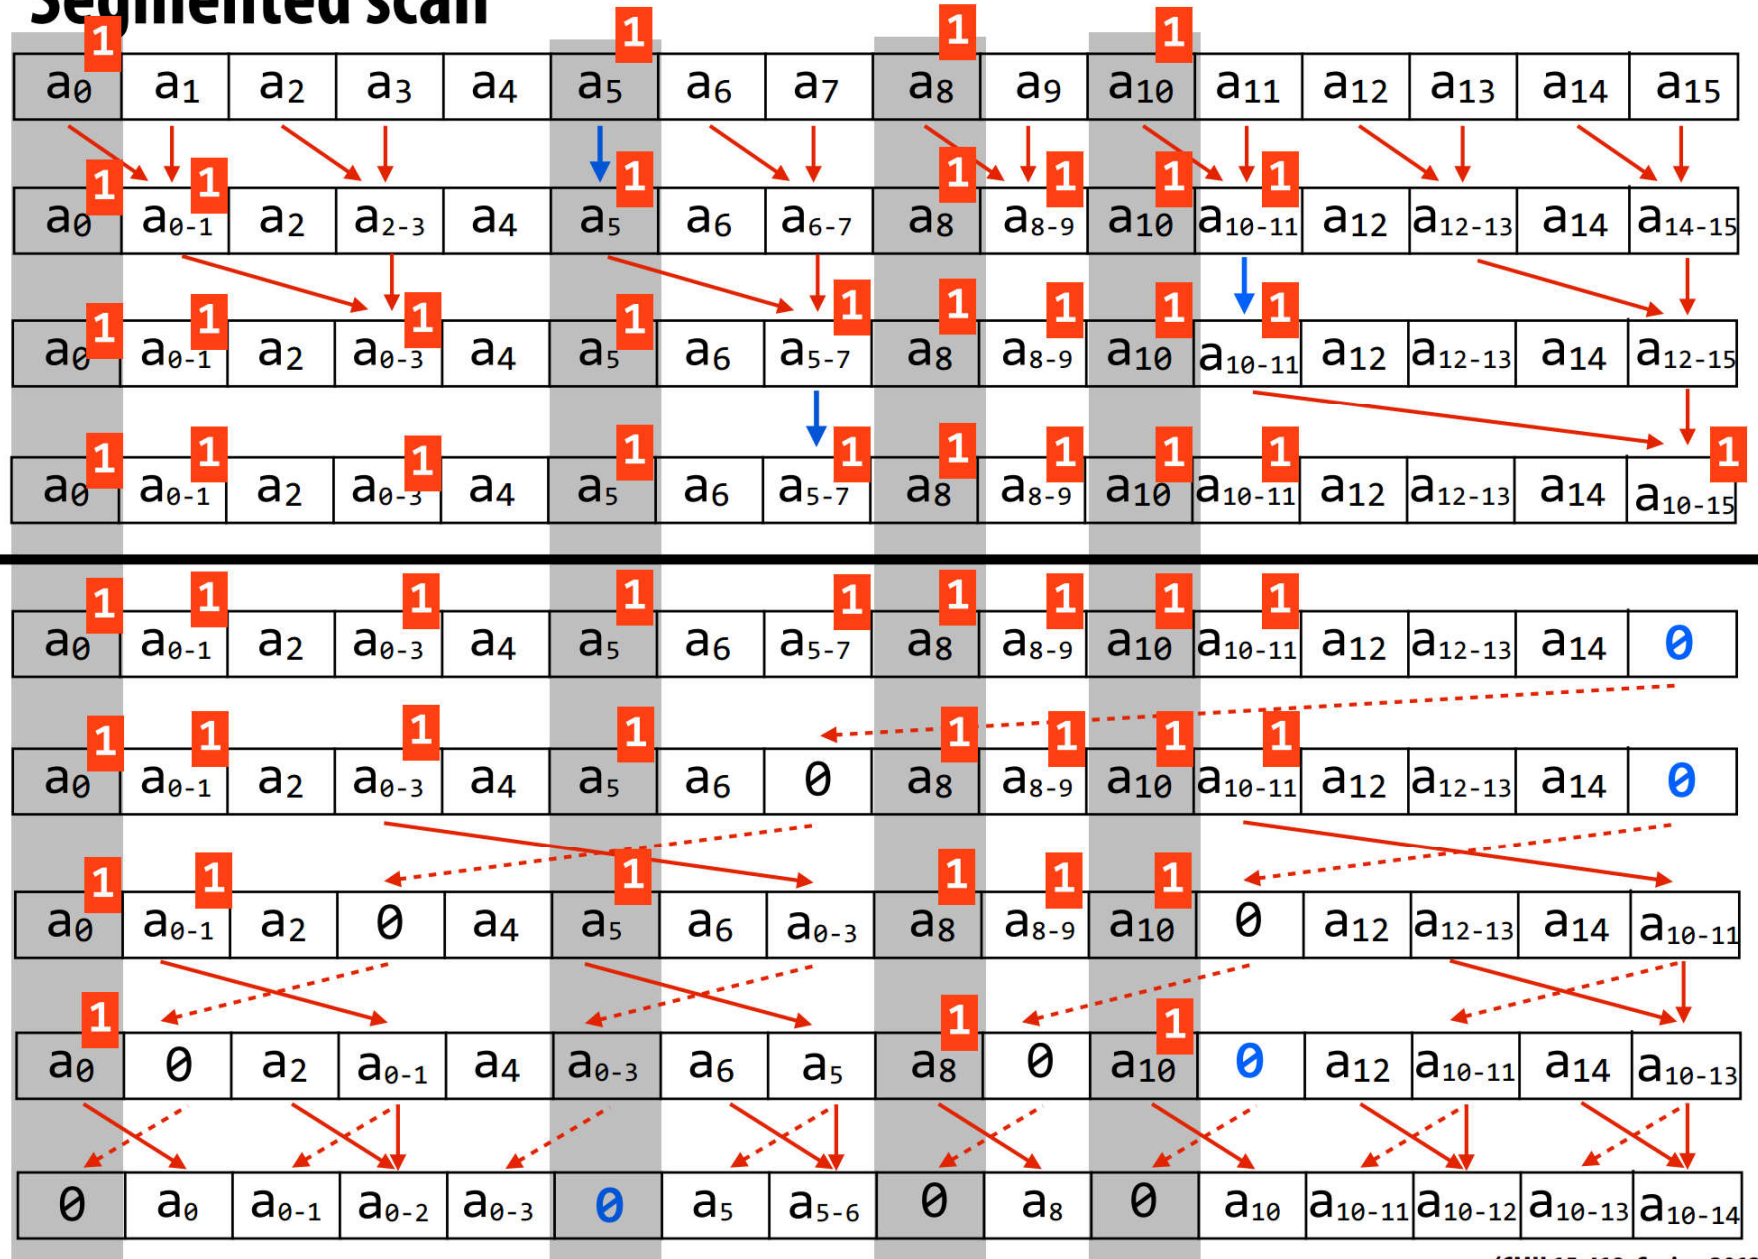 Segmented scan
1 1 1 1
a0 a1 a2 a3 a4 a5 a6 a7 a8 a9 a10 a11 a12 a13 a14 a15
1 1 1 1 1 1 1
a0 a0-1 a2 a2-3 a4 a5 a6 a6-7 a8 a8-9 a10 a10-11 a12 a12-13 a14 a14-15
1 1 1 1 1 1 1 1 1
a0 a0-1 a2 a0-3 a4 a5 a6 a5-7 a8 a8-9 a10 a10-11 a12 a12-13 a14 a12-15
1 1 1 1 1 1 1 1 1 1
a0 a0-1 a2 a0-3 a4 a5 a6 a5-7 a8 a8-9 a10 a10-11 a12 a12-13 a14 a10-15
1 1 1 1 1 1 1 1 1
a0 a0-1 a2 a0-3 a4 a5 a6 a5-7 a8 a8-9 a10 a10-11 a12 a12-13 a14 0
1 1 1 1 1 1 1 1
a0 a0-1 a2 a0-3 a4 a5 a6 0 a8 a8-9 a10 a10-11 a12 a12-13 a14 0
1 1 1 1 1 1
a0 a0-1 a2 0 a4 a5 a6 a0-3 a8 a8-9 a10 0 a12 a12-13 a14 a10-11
1 1 1
a0 0 a2 a0-1 a4 a0-3 a6 a5 a8 0 a10 0 a12 a10-11 a14 a10-13
0 a0 a0-1 a0-2 a0-3 0 a5 a5-6 0 a8 0 a10 a10-11 a10-12 a10-13 a10-14